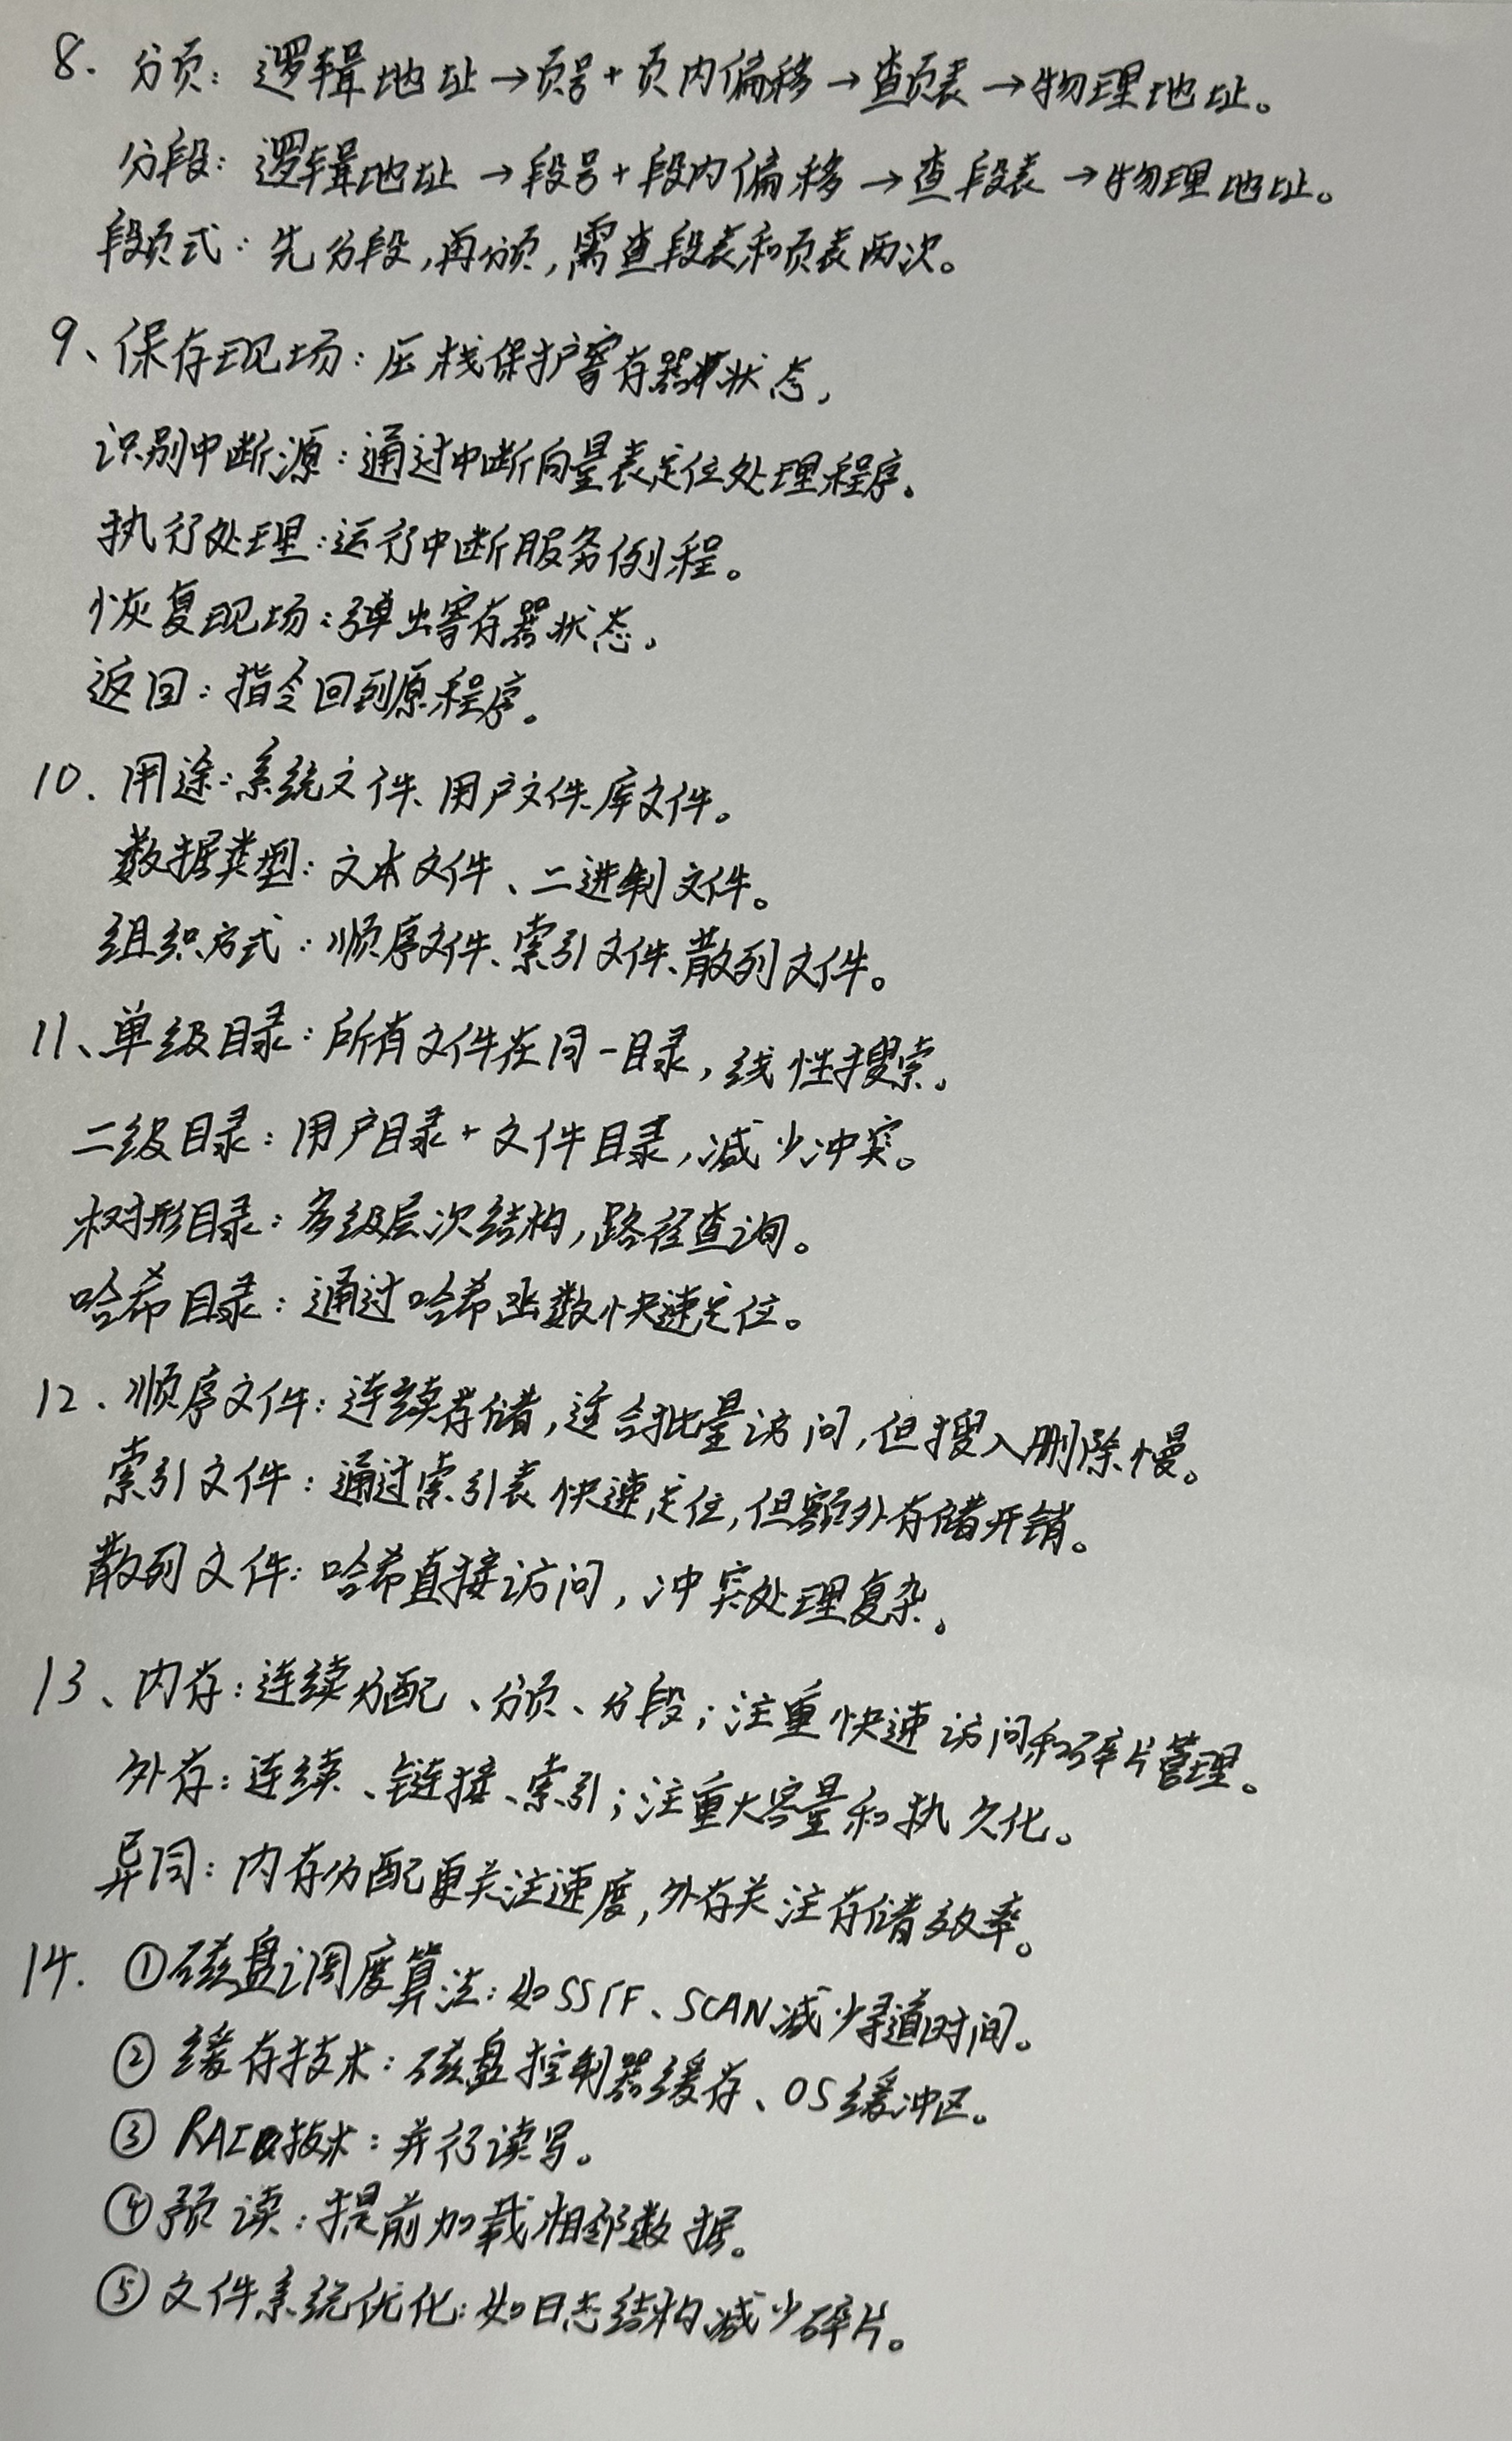 8. 分页：逻辑地址→页号+页内偏移→查页表→物理地址。
分段：逻辑地址→段号+段内偏移→查段表→物理地址。
段页式：先分段,再分页,需查段表和页表两次。
9、保存现场：压栈保护寄存器状态,
识别中断源：通过中断向量表定位处理程序。
执行处理：运行中断服务例程。
恢复现场：弹出寄存器状态。
返回：指令回到原程序。
10. 用途：系统文件、用户文件、库文件。
数据类型：文本文件、二进制文件。
组织方式：顺序文件、索引文件、散列文件。
11、单级目录：所有文件在同一目录,线性搜索。
二级目录：用户目录+文件目录,减少冲突。
树形目录：多级层次结构,路径查询。
哈希目录：通过哈希函数快速定位。
12. 顺序文件：连续存储,适合批量访问,但搜入删除慢。
索引文件：通过索引表快速定位,但额外存储开销。
散列文件：哈希直接访问,冲突处理复杂。
13、内存：连续分配、分页、分段；注重快速访问和碎片管理。
外存：连续、链接、索引；注重大容量和执久化。
异同：内存分配更关注速度,外存关注存储效率。
14. ①磁盘调度算法：如SSTF、SCAN减少寻道时间。
②缓存技术：磁盘控制器缓存、OS缓冲区。
③RAID技术：并行读写。
④预读：提前加载相邻数据。
⑤文件系统优化：如日志结构减少碎片。